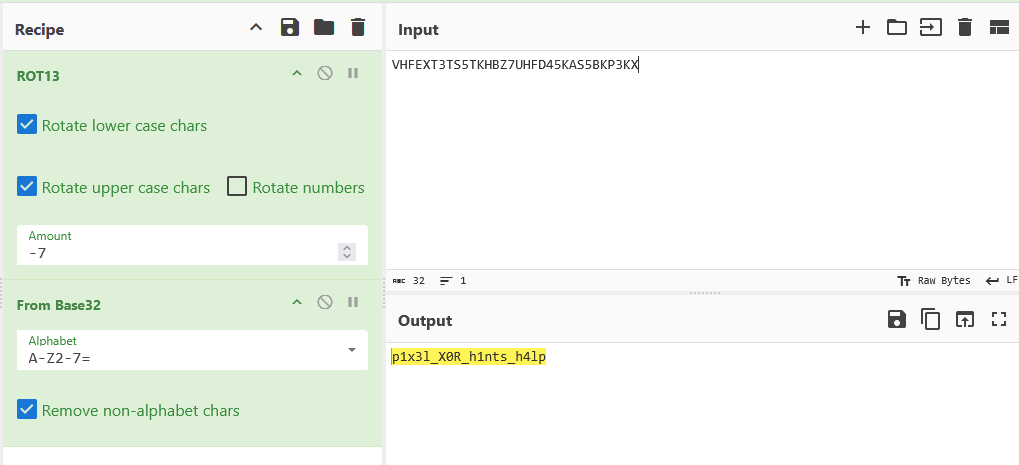 Recipe
ROT13
Rotate lower case chars
Rotate upper case chars
Rotate numbers
Amount
-7
From Base32
Alphabet
A-Z2-7=
Remove non-alphabet chars
Input
VHFEXT3TS5TKHBZ7UHFD45KAS5BKP3KX
ABC 32 1
Raw Bytes LF
Output
p1x3l_X0R_h1nts_h4lp